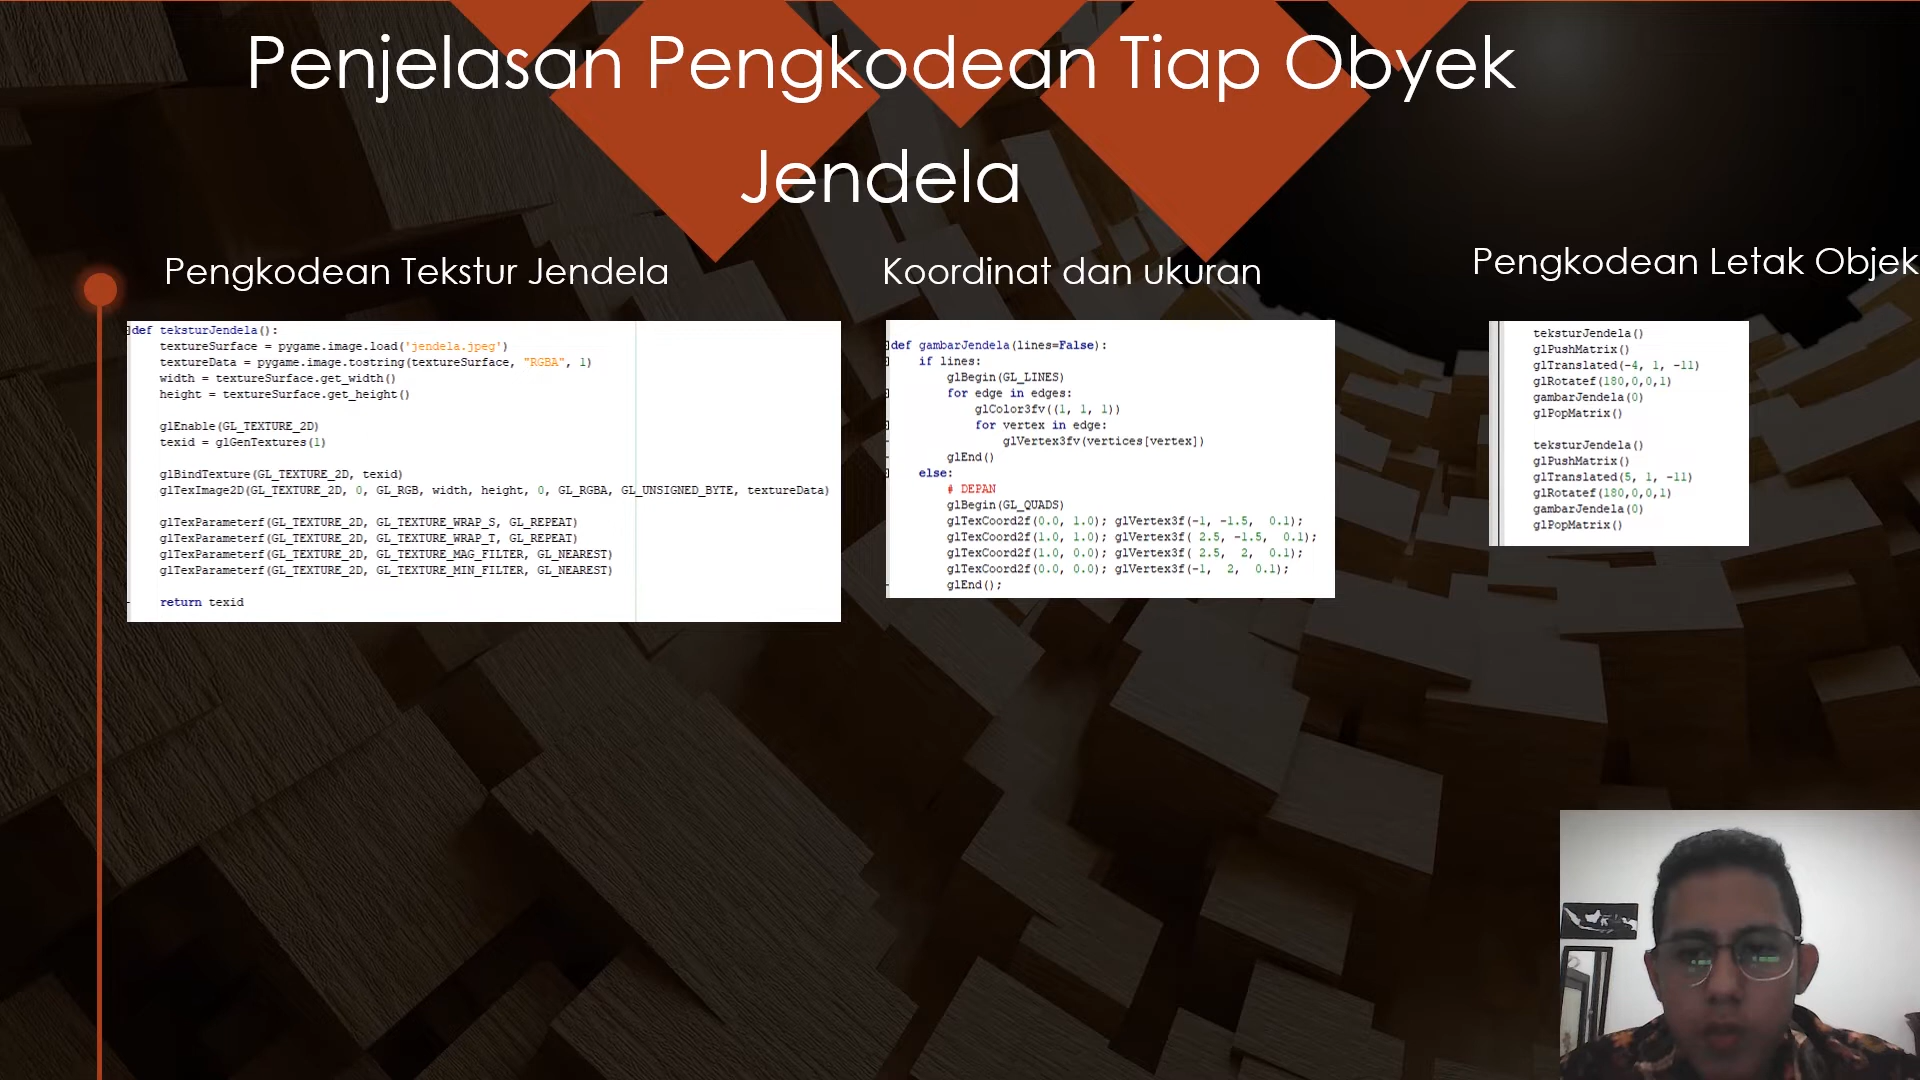 Penjelasan Pengkodean Tiap Obyek
Jendela
Pengkodean Tekstur Jendela
def teksturJendela():
    textureSurface = pygame.image.load('jendela.jpeg')
    textureData = pygame.image.tostring(textureSurface, "RGBA", 1)
    width = textureSurface.get_width()
    height = textureSurface.get_height()
    glEnable(GL_TEXTURE_2D)
    texid = glGenTextures(1)
    glBindTexture(GL_TEXTURE_2D, texid)
    glTexImage2D(GL_TEXTURE_2D, 0, GL_RGB, width, height, 0, GL_RGBA, GL_UNSIGNED_BYTE, textureData)
    glTexParameterf(GL_TEXTURE_2D, GL_TEXTURE_WRAP_S, GL_REPEAT)
    glTexParameterf(GL_TEXTURE_2D, GL_TEXTURE_WRAP_T, GL_REPEAT)
    glTexParameterf(GL_TEXTURE_2D, GL_TEXTURE_MAG_FILTER, GL_NEAREST)
    glTexParameterf(GL_TEXTURE_2D, GL_TEXTURE_MIN_FILTER, GL_NEAREST)
    return texid
Koordinat dan ukuran
def gambarJendela(lines=False):
    if lines:
        glBegin(GL_LINES)
        for edge in edges:
            glColor3fv((1, 1, 1))
            for vertex in edge:
                glVertex3fv(vertices[vertex])
        glEnd()
    else:
        # DEPAN
        glBegin(GL_QUADS)
        glTexCoord2f(0.0, 1.0); glVertex3f(-1, -1.5,  0.1);
        glTexCoord2f(1.0, 1.0); glVertex3f( 2.5, -1.5,  0.1);
        glTexCoord2f(1.0, 0.0); glVertex3f( 2.5,  2,  0.1);
        glTexCoord2f(0.0, 0.0); glVertex3f(-1,  2,  0.1);
        glEnd();
Pengkodean Letak Objek
teksturJendela()
glPushMatrix()
glTranslated(-4, 1, -11)
glRotatef(180,0,0,1)
gambarJendela(0)
glPopMatrix()
teksturJendela()
glPushMatrix()
glTranslated(5, 1, -11)
glRotatef(180,0,0,1)
gambarJendela(0)
glPopMatrix()